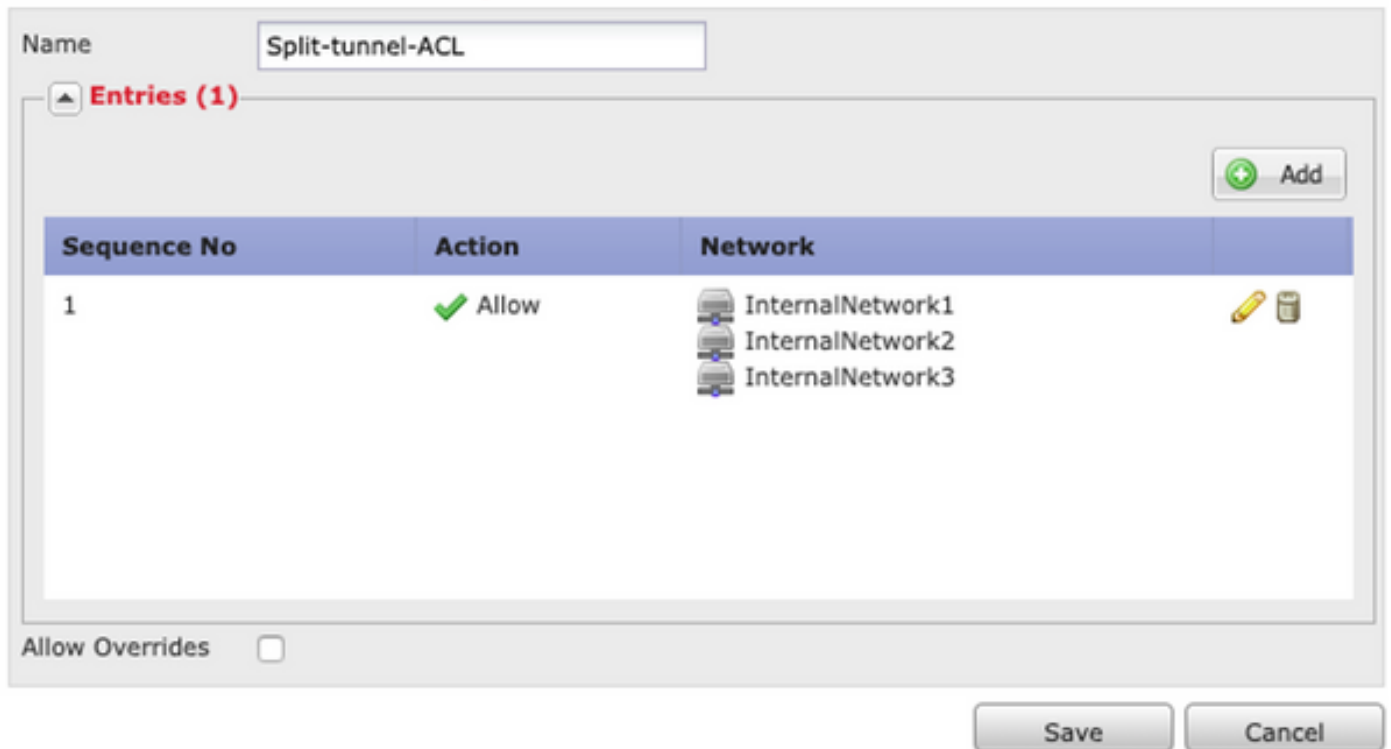 Name Split-tunnel-ACL
Entries (1)
Add
Sequence No Action Network
1 Allow InternalNetwork1
InternalNetwork2
InternalNetwork3
Allow Overrides
Save Cancel